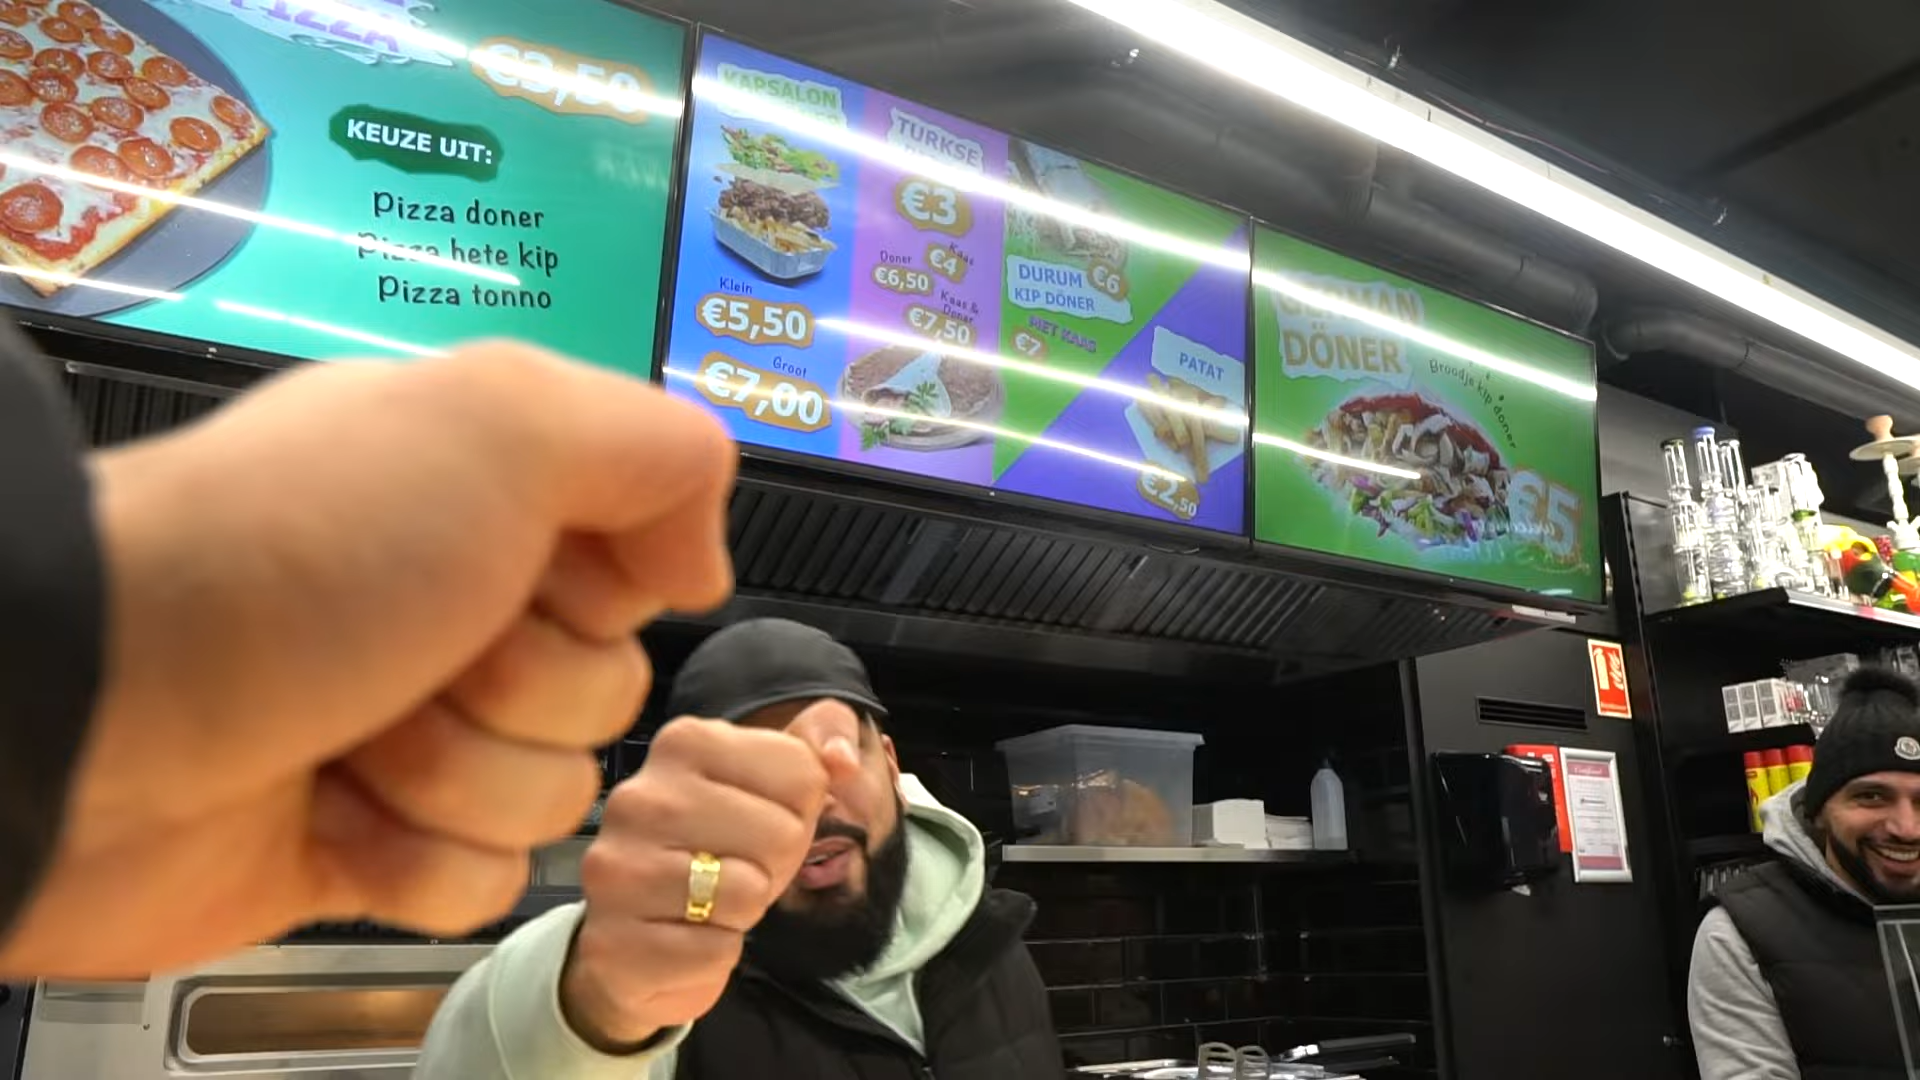 PIZZA
€3,50
KEUZE UIT:
Pizza doner
Pizza hete kip
Pizza tonno
KAPSALON
Klein
€5,50
Groot
€7,00
TURKSE
€3
Kaas
€4
Doner
€6,50
Kaas &
Doner
€7,50
DURUM
KIP DÖNER
€6
MET KAAS
€7
PATAT
€2,50
GERMAN
DÖNER
Broodje kip doner
€5